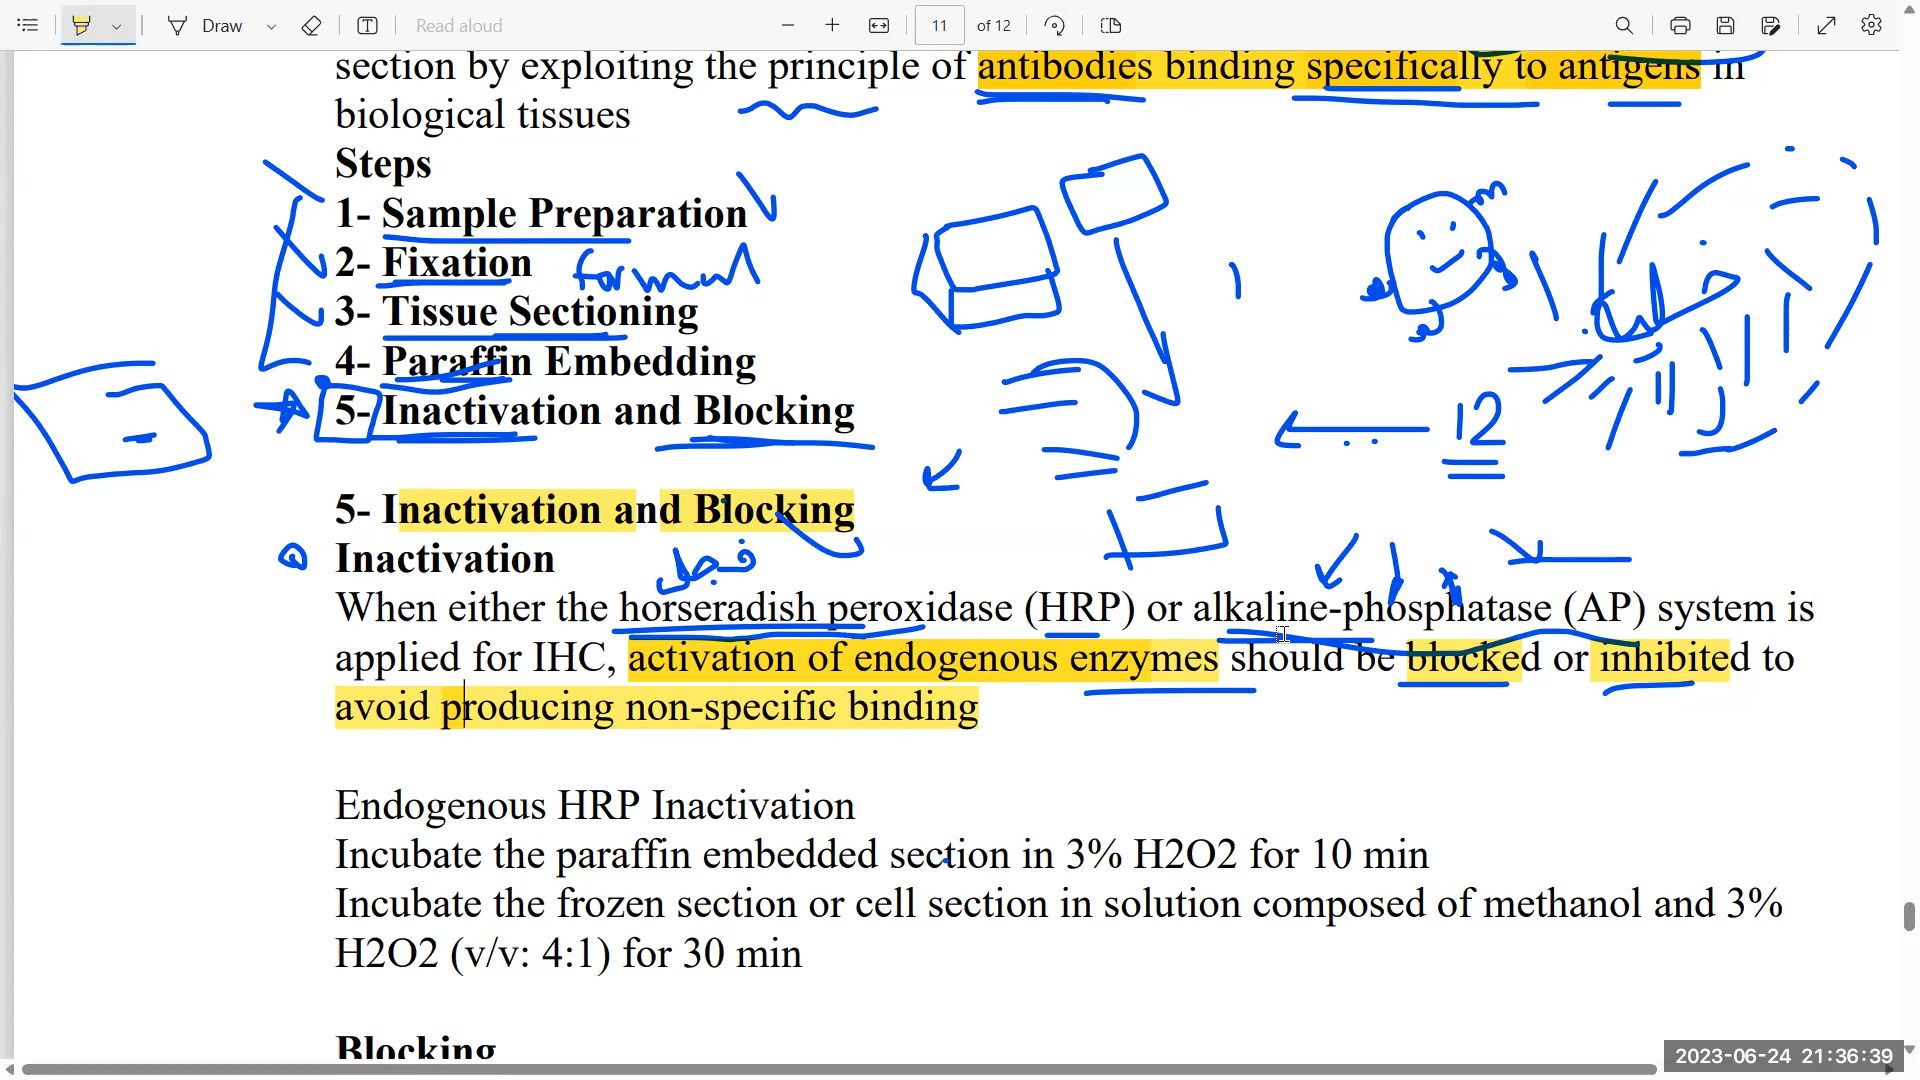 Draw
Read aloud
11
of 12
section by exploiting the principle of antibodies binding specifically to antigens in
biological tissues
Steps
1- Sample Preparation
2- Fixation
3- Tissue Sectioning
4- Paraffin Embedding
5- Inactivation and Blocking
12
5- Inactivation and Blocking
Inactivation
فجل
When either the horseradish peroxidase (HRP) or alkaline-phosphatase (AP) system is
applied for IHC, activation of endogenous enzymes should be blocked or inhibited to
avoid producing non-specific binding
Endogenous HRP Inactivation
Incubate the paraffin embedded section in 3% H2O2 for 10 min
Incubate the frozen section or cell section in solution composed of methanol and 3%
H2O2 (v/v: 4:1) for 30 min
Blocking
2023-06-24 21:36:39